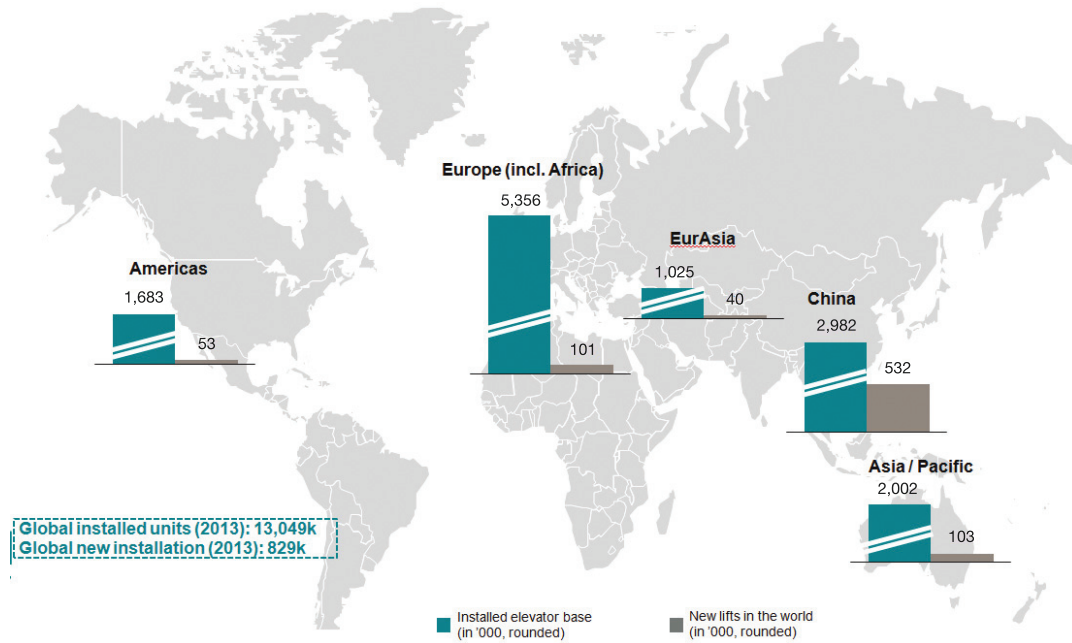 Europe (incl. Africa)
5,356
101
EurAsia
1,025
40
Americas
1,683
53
China
2,982
532
Asia / Pacific
2,002
103
Global installed units (2013): 13,049k
Global new installation (2013): 829k
Installed elevator base
(in '000, rounded)
New lifts in the world
(in '000, rounded)